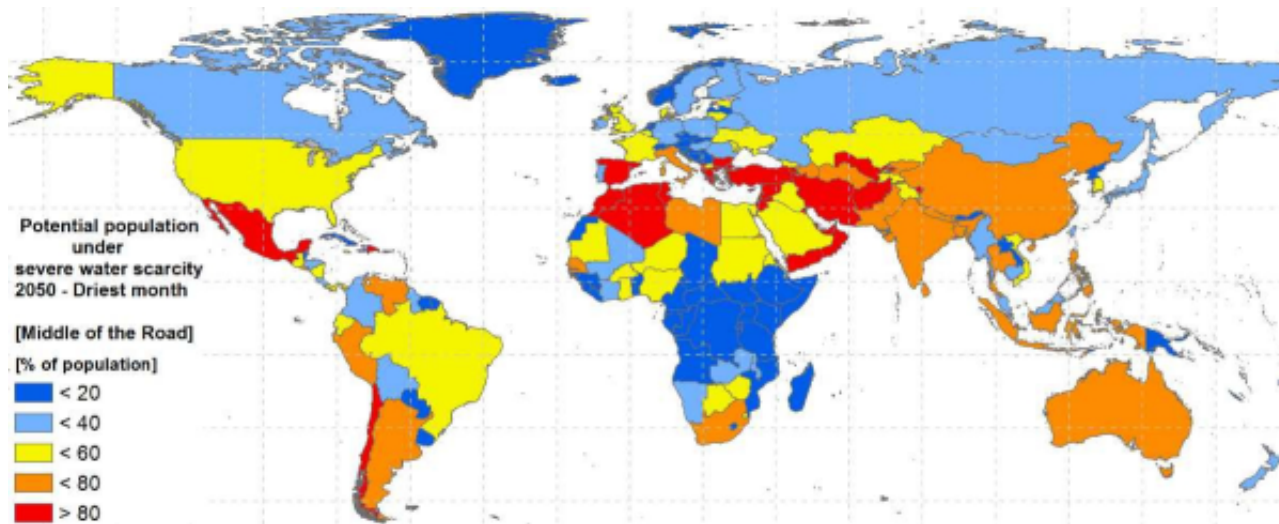 Potential population
under
severe water scarcity
2050 - Driest month
[Middle of the Road]
[% of population]
< 20
< 40
< 60
< 80
> 80